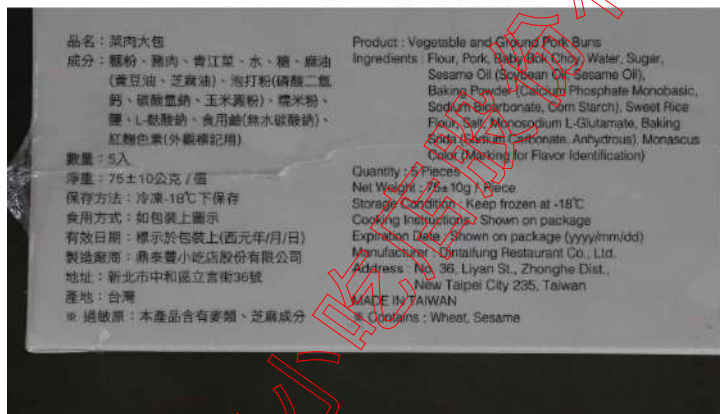 品名：菜肉大包
成分：麵粉、豬肉、青江菜、水、糖、麻油
(黃豆油、芝麻油)、泡打粉(磷酸二氫
鈣、碳酸氫鈉、玉米澱粉)、糯米粉、
鹽、L-麩酸鈉、食用鹼(無水碳酸鈉)、
紅麴色素(外觀標記用)
數量：5入
淨重：75±10公克 / 個
保存方法：冷凍-18℃下保存
食用方式：如包裝上圖示
有效日期：標示於包裝上(西元年/月/日)
製造廠商：鼎泰豐小吃店股份有限公司
地址：新北市中和區立言街36號
產地：台灣
※ 過敏原：本產品含有麥類、芝麻成分
Product : Vegetable and Ground Pork Buns
Ingredients : Flour, Pork, Baby Bok Choy, Water, Sugar,
Sesame Oil (Soybean Oil, Sesame Oil),
Baking Powder (Calcium Phosphate Monobasic,
Sodium Bicarbonate, Corn Starch), Sweet Rice
Flour, Salt, Monosodium L-Glutamate, Baking
Soda (Sodium Carbonate, Anhydrous), Monascus
Color (Marking for Flavor Identification)
Quantity : 5 Pieces
Net Weight : 75±10g / Piece
Storage Condition : Keep frozen at -18℃
Cooking Instructions : Shown on package
Expiration Date : Shown on package (yyyy/mm/dd)
Manufacturer : Dintaifung Restaurant Co., Ltd.
Address : No. 36, Liyan St., Zhonghe Dist.,
New Taipei City 235, Taiwan
MADE IN TAIWAN
※ Contains : Wheat, Sesame
小吃店股份